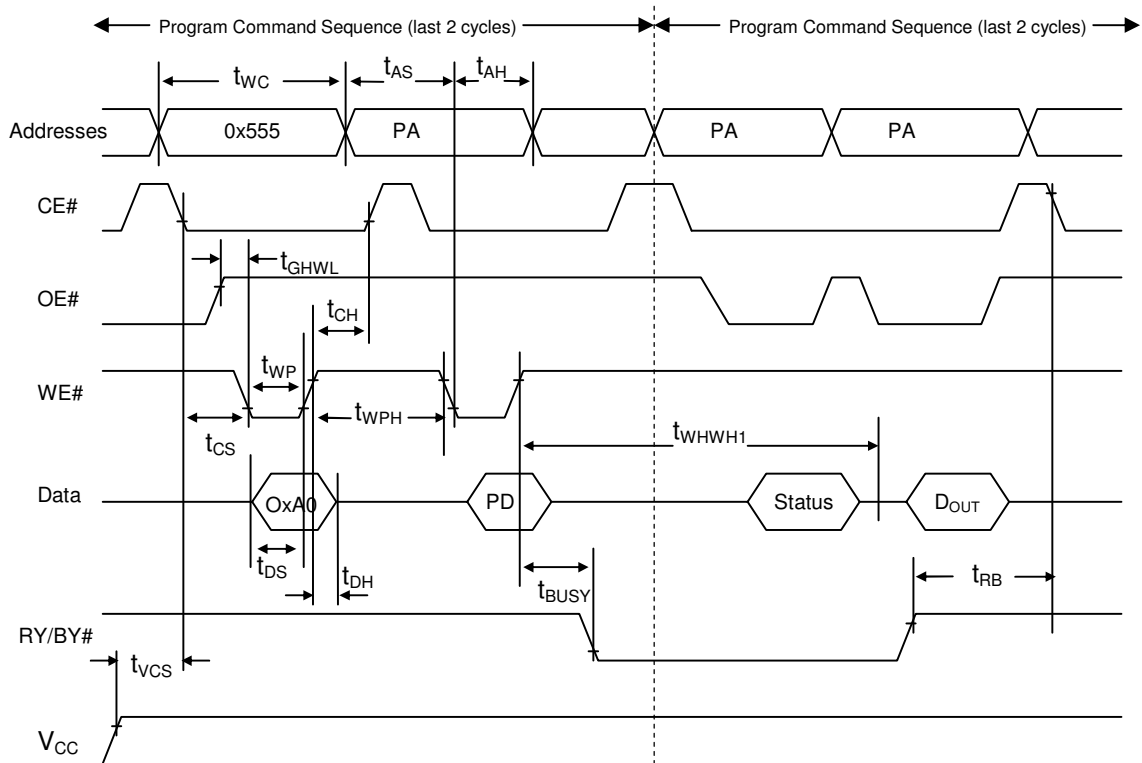 Program Command Sequence (last 2 cycles)
Program Command Sequence (last 2 cycles)
tWC
tAS
tAH
Addresses
0x555
PA
PA
PA
CE#
tGHWL
OE#
tCH
tWP
WE#
tWPH
tCS
tWHWH1
Data
OxA0
PD
Status
DOUT
tDS
tDH
tBUSY
tRB
RY/BY#
tVCS
VCC